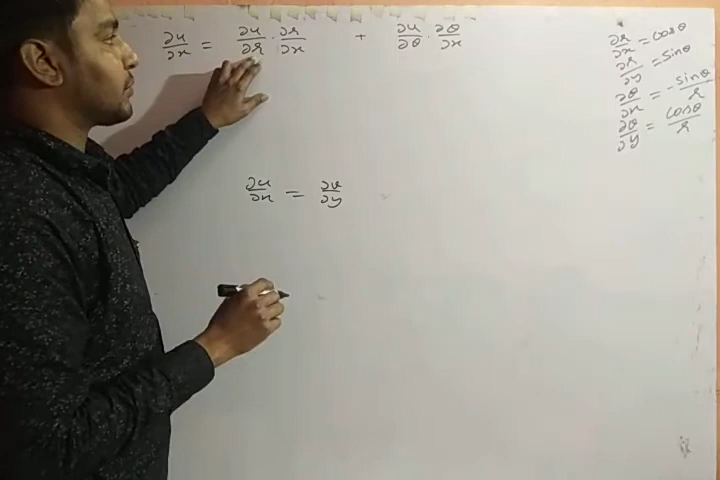 ∂u/∂x = ∂u/∂r · ∂r/∂x + ∂u/∂θ · ∂θ/∂x
∂u/∂x = ∂v/∂y
∂r/∂x = cosθ
∂r/∂y = sinθ
∂θ/∂x = -sinθ/r
∂θ/∂y = cosθ/r